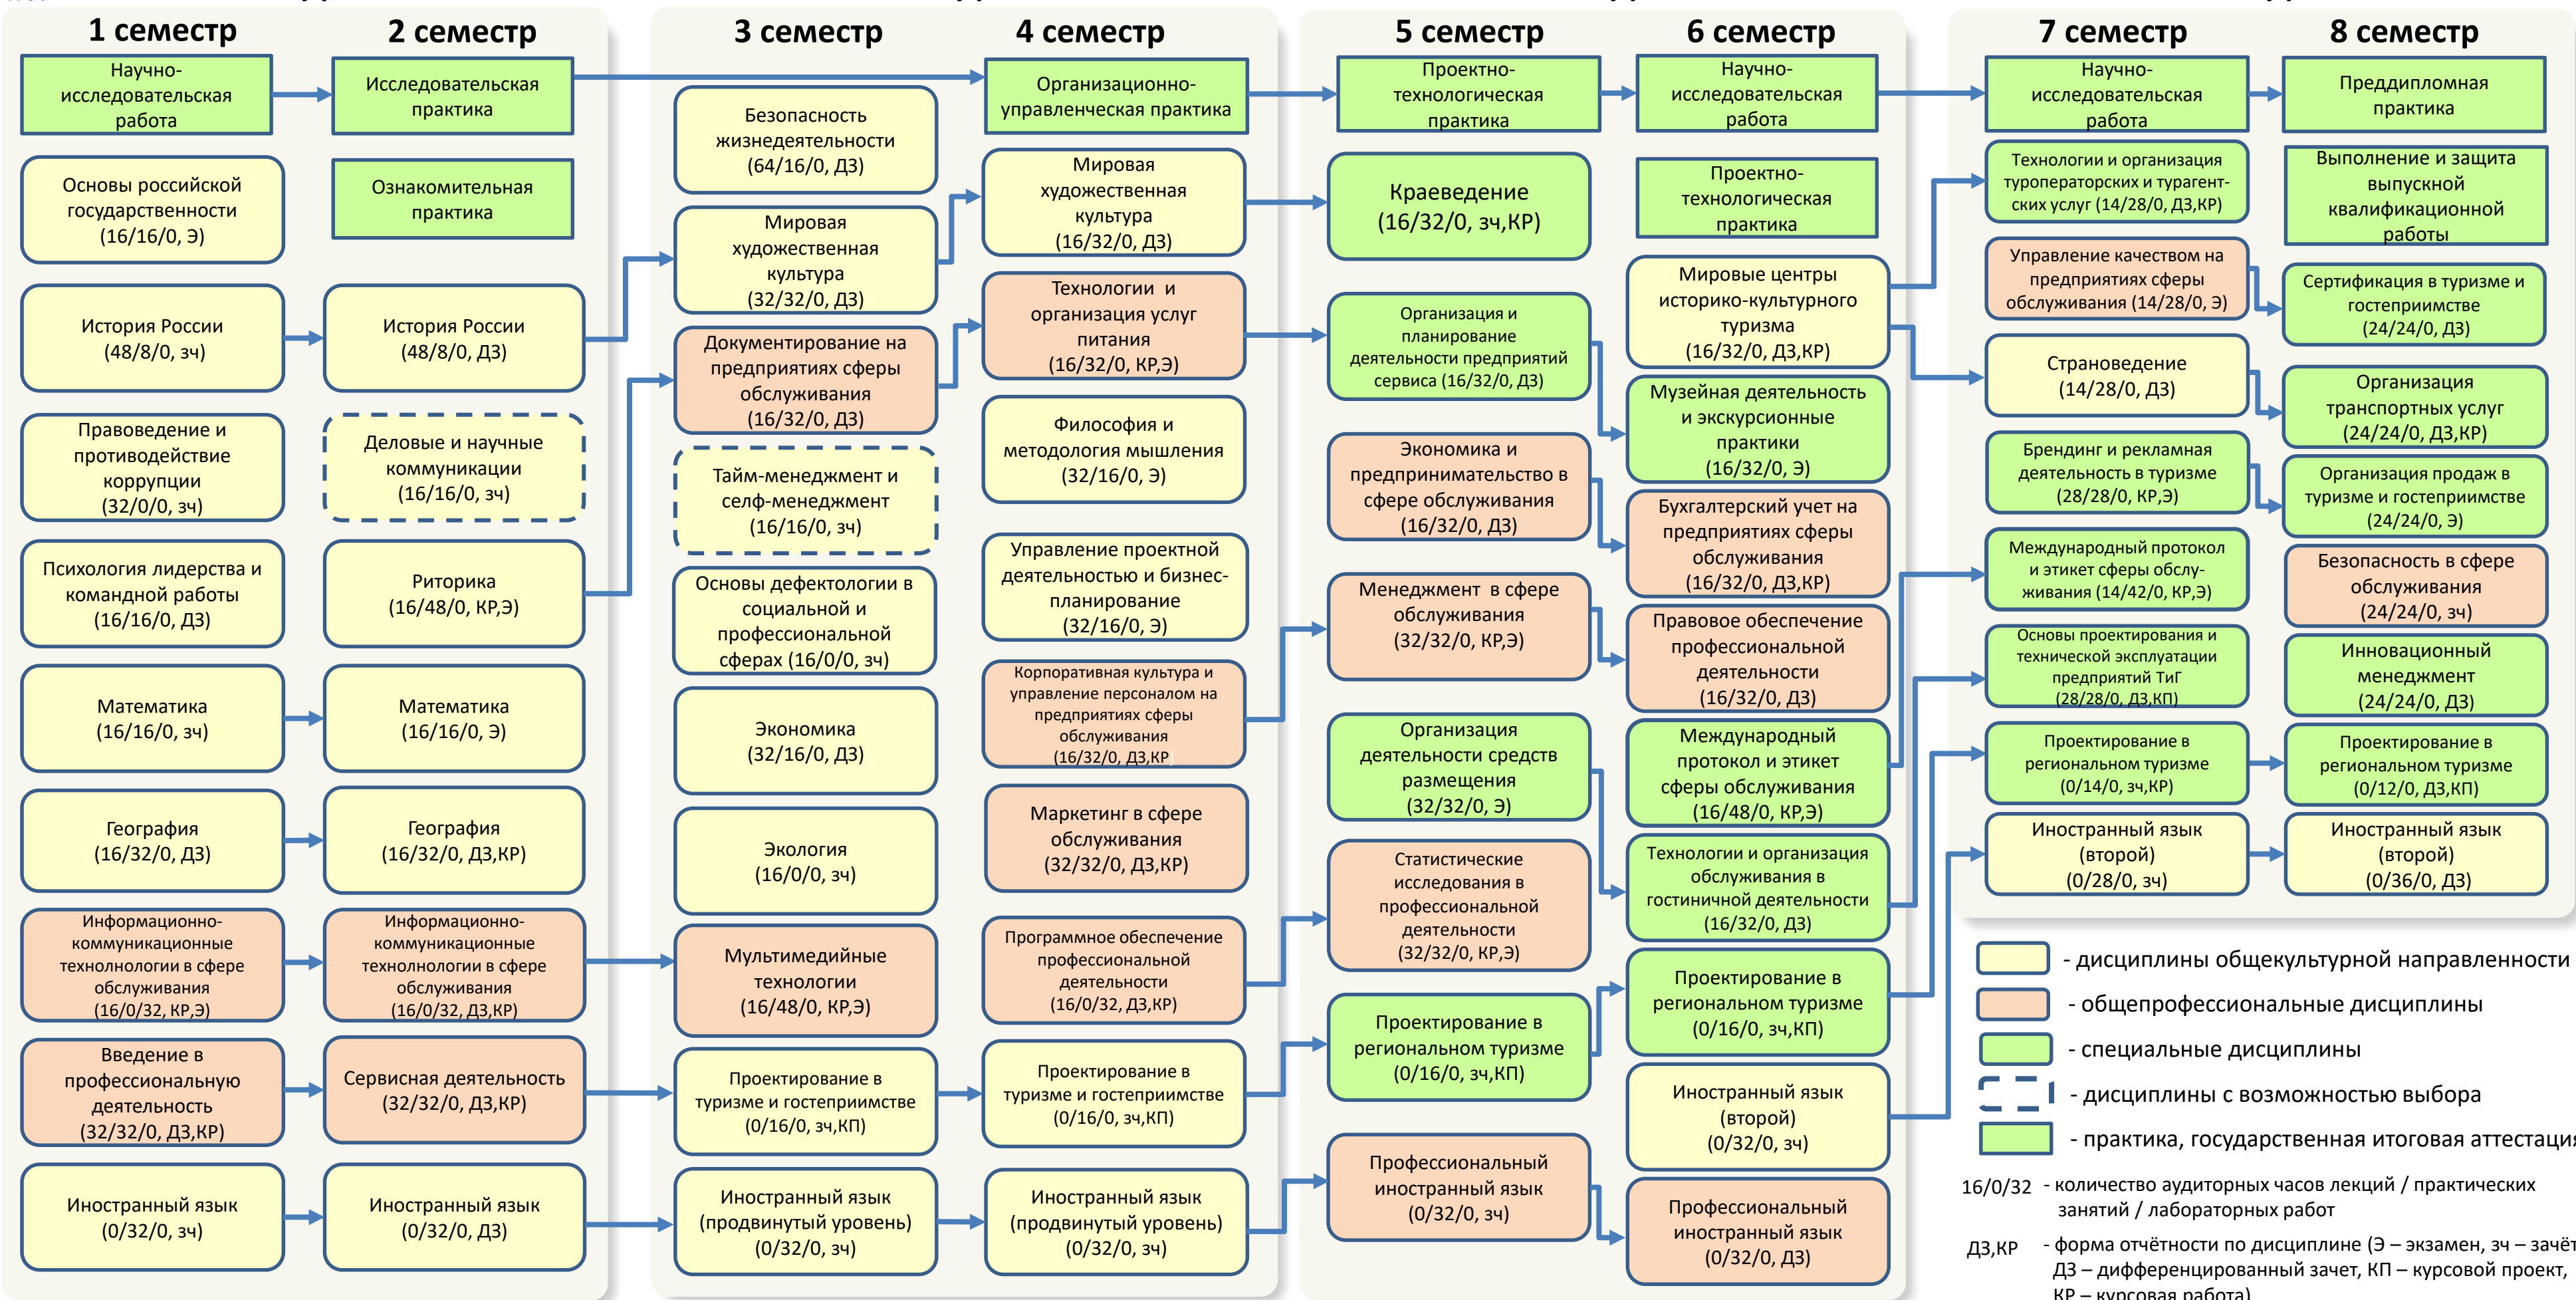 1 семестр
Научно-
исследовательская
работа
Основы российской
государственности
(16/16/0, Э)
История России
(48/8/0, зч)
Правоведение и
противодействие
коррупции
(32/0/0, зч)
Психология лидерства и
командной работы
(16/16/0, ДЗ)
Математика
(16/16/0, зч)
География
(16/32/0, ДЗ)
Информационно-
коммуникационные
технолнологии в сфере
обслуживания
(16/0/32, КР,Э)
Введение в
профессиональную
деятельность
(32/32/0, ДЗ,КР)
Иностранный язык
(0/32/0, зч)
2 семестр
Исследовательская
практика
Ознакомительная
практика
История России
(48/8/0, ДЗ)
Деловые и научные
коммуникации
(16/16/0, зч)
Риторика
(16/48/0, КР,Э)
Математика
(16/16/0, Э)
География
(16/32/0, ДЗ,КР)
Информационно-
коммуникационные
технолнологии в сфере
обслуживания
(16/0/32, ДЗ,КР)
Сервисная деятельность
(32/32/0, ДЗ,КР)
Иностранный язык
(0/32/0, ДЗ)
3 семестр
Безопасность
жизнедеятельности
(64/16/0, ДЗ)
Мировая
художественная
культура
(32/32/0, ДЗ)
Документирование на
предприятиях сферы
обслуживания
(16/32/0, ДЗ)
Тайм-менеджмент и
селф-менеджмент
(16/16/0, зч)
Основы дефектологии в
социальной и
профессиональной
сферах (16/0/0, зч)
Экономика
(32/16/0, ДЗ)
Экология
(16/0/0, зч)
Мультимедийные
технологии
(16/48/0, КР,Э)
Проектирование в
туризме и гостеприимстве
(0/16/0, зч,КП)
Иностранный язык
(продвинутый уровень)
(0/32/0, зч)
4 семестр
Организационно-
управленческая практика
Мировая
художественная
культура
(16/32/0, ДЗ)
Технологии и
организация услуг
питания
(16/32/0, КР,Э)
Философия и
методология мышления
(32/16/0, Э)
Управление проектной
деятельностью и бизнес-
планирование
(32/16/0, Э)
Корпоративная культура и
управление персоналом на
предприятиях сферы
обслуживания
(16/32/0, ДЗ,КР)
Маркетинг в сфере
обслуживания
(32/32/0, ДЗ,КР)
Программное обеспечение
профессиональной
деятельности
(16/0/32, ДЗ,КР)
Проектирование в
туризме и гостеприимстве
(0/16/0, зч,КП)
Иностранный язык
(продвинутый уровень)
(0/32/0, зч)
5 семестр
Проектно-
технологическая
практика
Краеведение
(16/32/0, зч,КР)
Организация и
планирование
деятельности предприятий
сервиса (16/32/0, ДЗ)
Экономика и
предпринимательство в
сфере обслуживания
(16/32/0, ДЗ)
Менеджмент в сфере
обслуживания
(32/32/0, КР,Э)
Организация
деятельности средств
размещения
(32/32/0, Э)
Статистические
исследования в
профессиональной
деятельности
(32/32/0, КР,Э)
Проектирование в
региональном туризме
(0/16/0, зч,КП)
Профессиональный
иностранный язык
(0/32/0, зч)
6 семестр
Научно-
исследовательская
работа
Проектно-
технологическая
практика
Мировые центры
историко-культурного
туризма
(16/32/0, ДЗ,КР)
Музейная деятельность
и экскурсионные
практики
(16/32/0, Э)
Бухгалтерский учет на
предприятиях сферы
обслуживания
(16/32/0, ДЗ,КР)
Правовое обеспечение
профессиональной
деятельности
(16/32/0, ДЗ)
Международный
протокол и этикет
сферы обслуживания
(16/48/0, КР,Э)
Технологии и организация
обслуживания в
гостиничной деятельности
(16/32/0, ДЗ)
Проектирование в
региональном туризме
(0/16/0, зч,КП)
Иностранный язык
(второй)
(0/32/0, зч)
Профессиональный
иностранный язык
(0/32/0, ДЗ)
7 семестр
Научно-
исследовательская
работа
Технологии и организация
туроператорских и турагент-
ских услуг (14/28/0, ДЗ,КР)
Управление качеством на
предприятиях сферы
обслуживания (14/28/0, Э)
Страноведение
(14/28/0, ДЗ)
Брендинг и рекламная
деятельность в туризме
(28/28/0, КР,Э)
Международный протокол
и этикет сферы обслу-
живания (14/42/0, КР,Э)
Основы проектирования и
технической эксплуатации
предприятий ТиГ
(28/28/0, ДЗ,КП)
Проектирование в
региональном туризме
(0/14/0, зч,КР)
Иностранный язык
(второй)
(0/28/0, зч)
8 семестр
Преддипломная
практика
Выполнение и защита
выпускной
квалификационной
работы
Сертификация в туризме и
гостеприимстве
(24/24/0, ДЗ)
Организация
транспортных услуг
(24/24/0, ДЗ,КР)
Организация продаж в
туризме и гостеприимстве
(24/24/0, Э)
Безопасность в сфере
обслуживания
(24/24/0, зч)
Инновационный
менеджмент
(24/24/0, ДЗ)
Проектирование в
региональном туризме
(0/12/0, ДЗ,КП)
Иностранный язык
(второй)
(0/36/0, ДЗ)
- дисциплины общекультурной направленности
- общепрофессиональные дисциплины
- специальные дисциплины
- дисциплины с возможностью выбора
- практика, государственная итоговая аттестация
16/0/32 - количество аудиторных часов лекций / практических
занятий / лабораторных работ
ДЗ,КР - форма отчётности по дисциплине (Э – экзамен, зч – зачёт
ДЗ – дифференцированный зачет, КП – курсовой проект,
КР – курсовая работа)